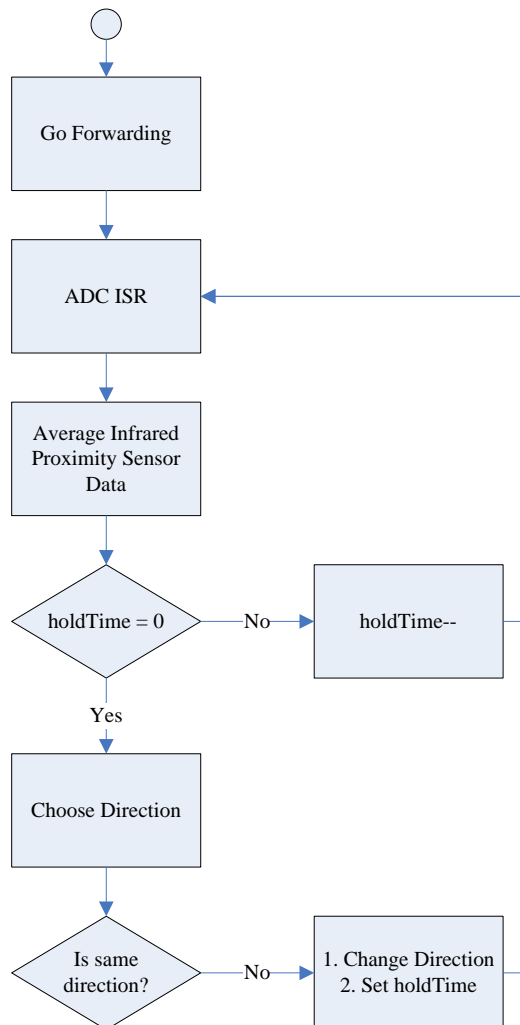 Go Forwarding
ADC ISR
Average Infrared
Proximity Sensor
Data
holdTime = 0
No
holdTime--
Yes
Choose Direction
Is same
direction?
No
1. Change Direction
2. Set holdTime